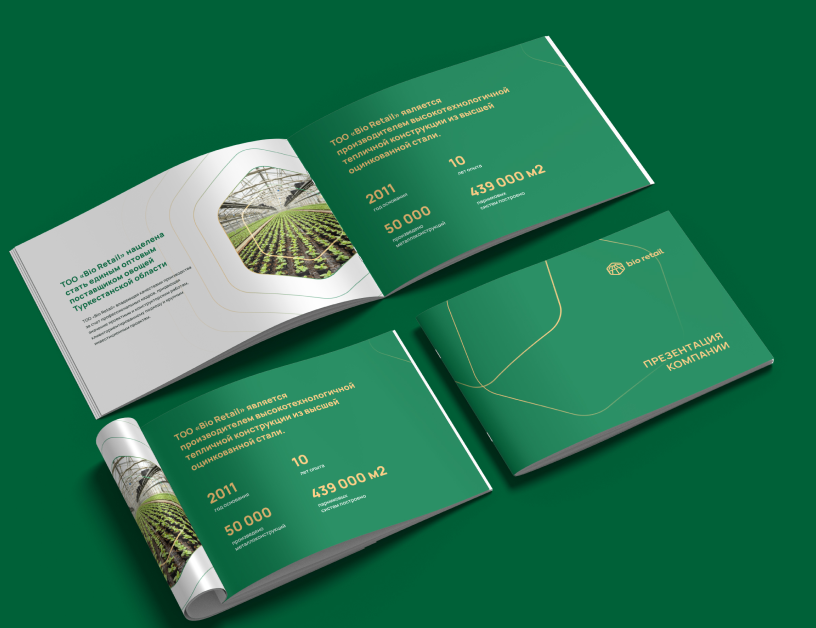 ТОО «Bio Retail» нацелена
стать единым оптовым
поставщиком овощей
Туркестанской области
ТОО «Bio Retail»
ТОО «Bio Retail» является
производителем высокотехнологичной
тепличной конструкции из высшей
оцинкованной стали.
2011
год основания
10
лет опыта
50 000
произведено
металлоконструкций
439 000 м2
парниковых
систем построено
bio retail
ПРЕЗЕНТАЦИЯ
КОМПАНИИ
ТОО «Bio Retail» является
производителем высокотехнологичной
тепличной конструкции из высшей
оцинкованной стали.
2011
год основания
10
лет опыта
50 000
произведено
металлоконструкций
439 000 м2
парниковых
систем построено